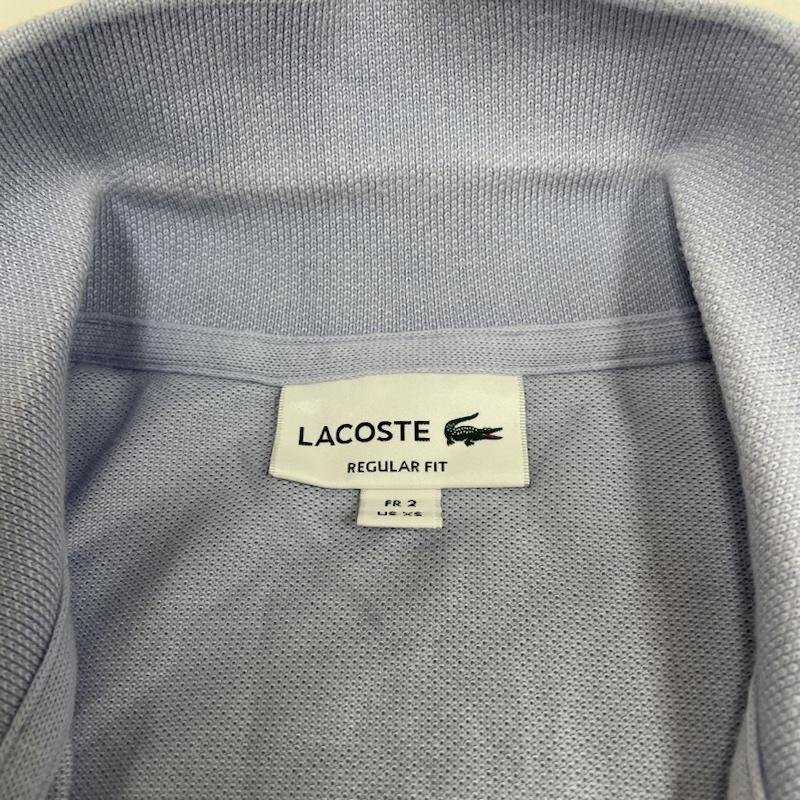 LACOSTE
REGULAR FIT
FR 2
US XS